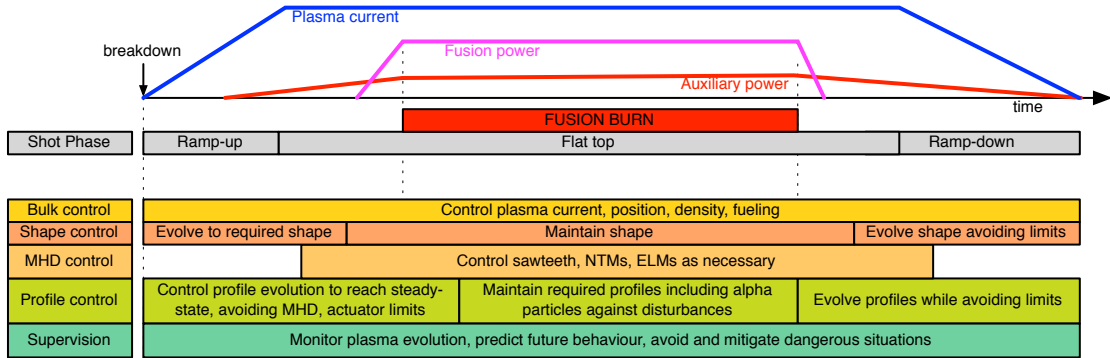 Plasma current
breakdown
Fusion power
Auxiliary power
time
FUSION BURN
Shot Phase
Ramp-up
Flat top
Ramp-down
Bulk control
Control plasma current, position, density, fueling
Shape control
Evolve to required shape
Maintain shape
Evolve shape avoiding limits
MHD control
Control sawteeth, NTMs, ELMs as necessary
Profile control
Control profile evolution to reach steady-
state, avoiding MHD, actuator limits
Maintain required profiles including alpha
particles against disturbances
Evolve profiles while avoiding limits
Supervision
Monitor plasma evolution, predict future behaviour, avoid and mitigate dangerous situations